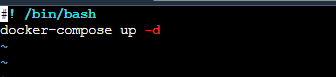 #! /bin/bash
docker-compose up -d
~
~